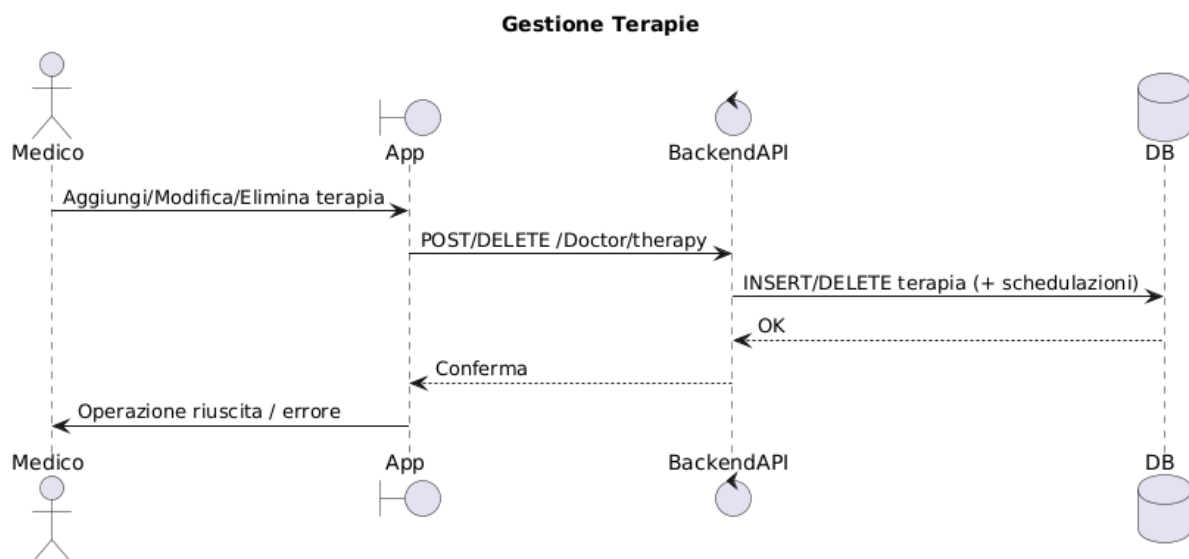 Gestione Terapie
Medico App BackendAPI DB
Aggiungi/Modifica/Elimina terapia
POST/DELETE /Doctor/therapy
INSERT/DELETE terapia (+ schedulazioni)
OK
Conferma
Operazione riuscita / errore
Medico App BackendAPI DB